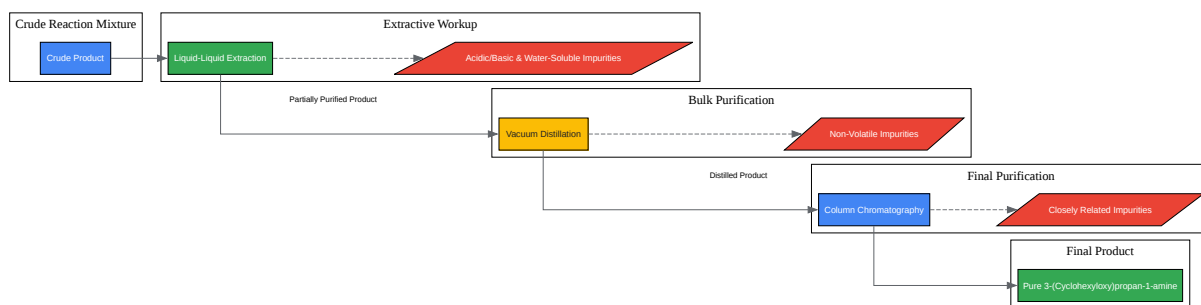 Crude Reaction Mixture
Crude Product
Extractive Workup
Liquid-Liquid Extraction
Acidic/Basic & Water-Soluble Impurities
Partially Purified Product
Bulk Purification
Vacuum Distillation
Non-Volatile Impurities
Distilled Product
Final Purification
Column Chromatography
Closely Related Impurities
Final Product
Pure 3-(Cyclohexyloxy)propan-1-amine